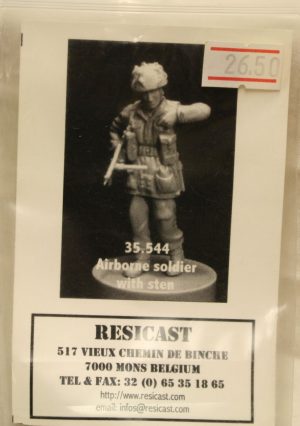 26.50
35.544
Airborne soldier
with sten
RESICAST
517 VIEUX CHEMIN DE BINCHE
7000 MONS BELGIUM
TEL & FAX: 32 (0) 65 35 18 65
http://www.resicast.com
email: infos@resicast.com